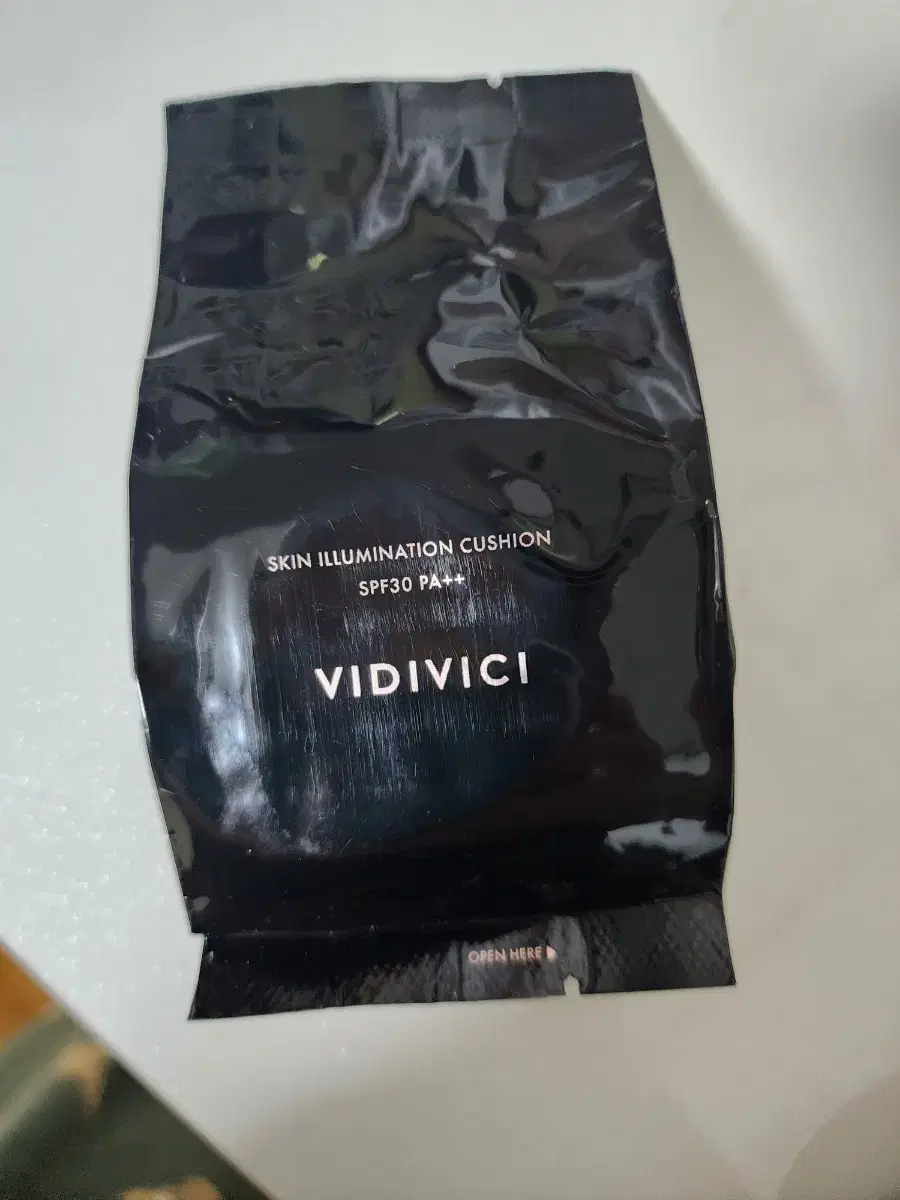 SKIN ILLUMINATION CUSHION
SPF30 PA++
VIDIVICI
OPEN HERE